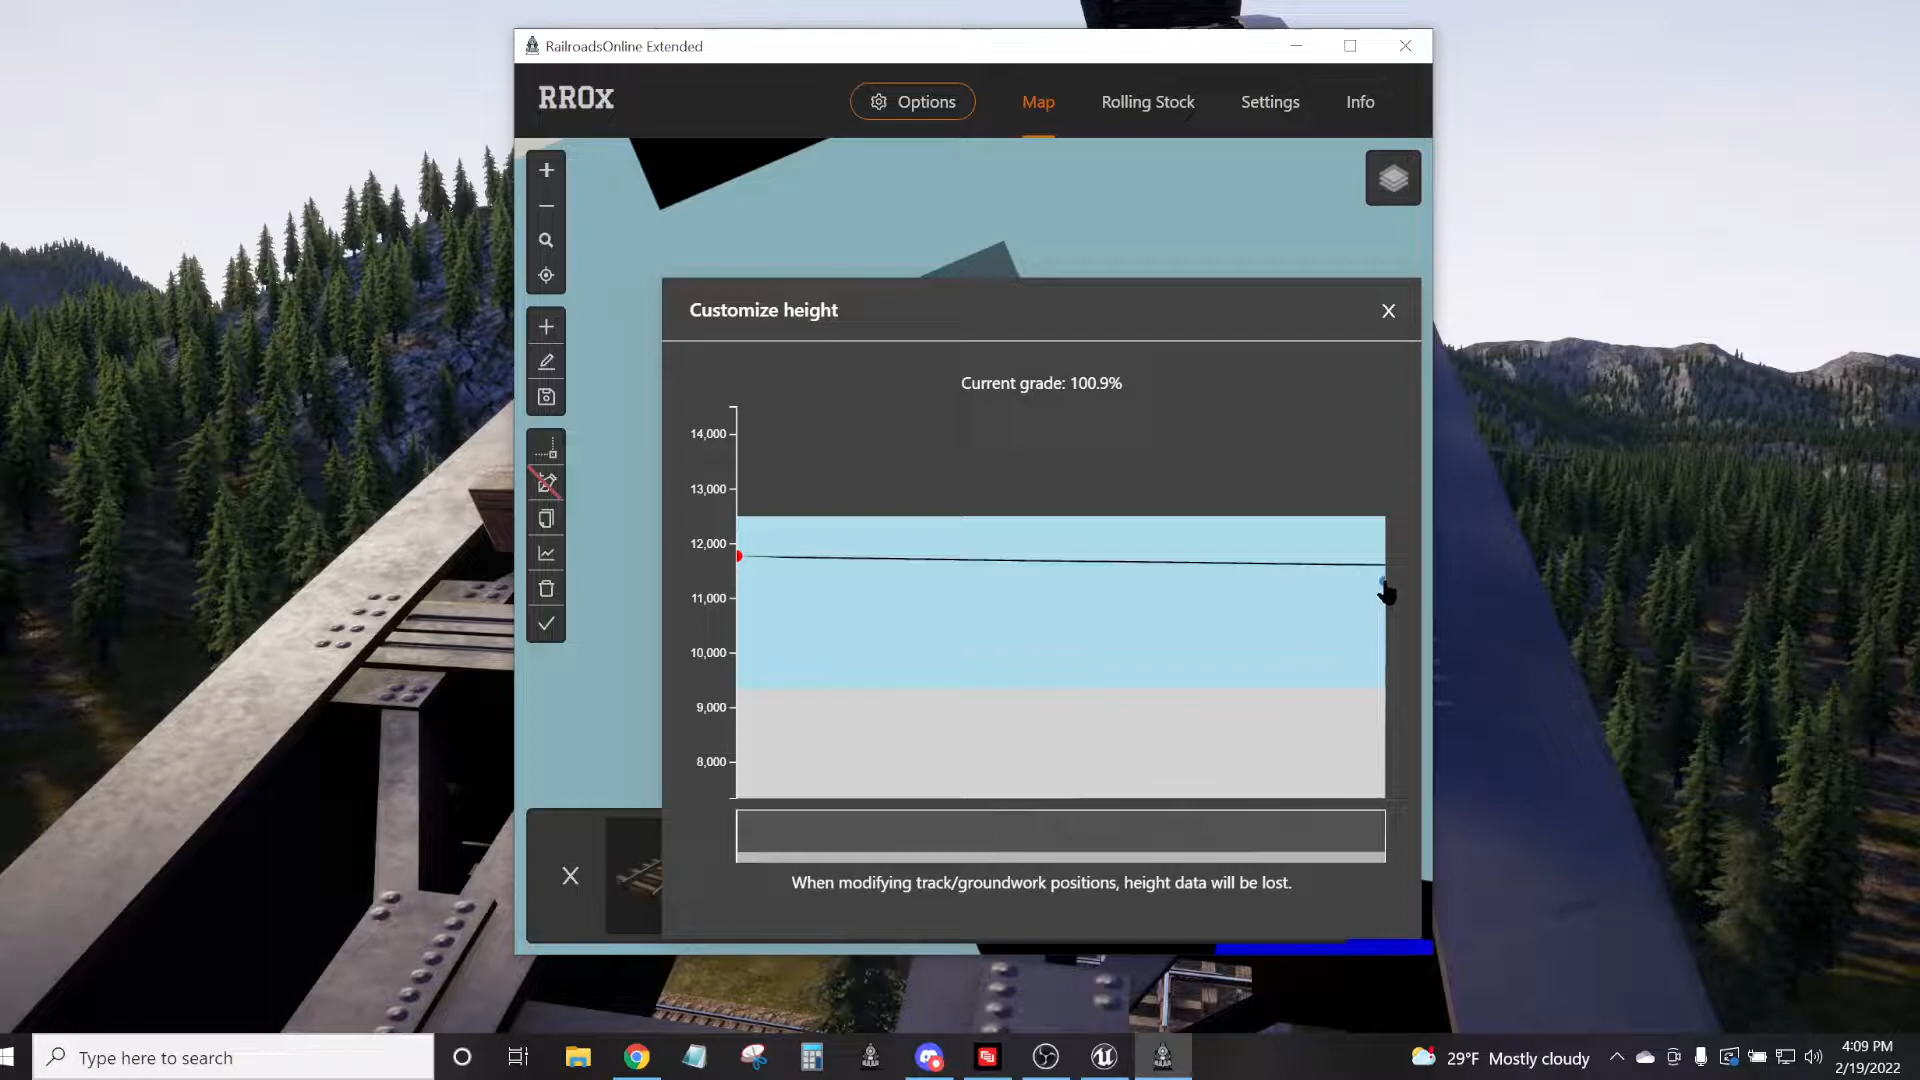 RailroadsOnline Extended
RROx
Options
Map
Rolling Stock
Settings
Info
Customize height
X
Current grade: 100.9%
14,000
13,000
12,000
11,000
10,000
9,000
8,000
When modifying track/groundwork positions, height data will be lost.
X
Type here to search
29°F Mostly cloudy
4:09 PM
2/19/2022